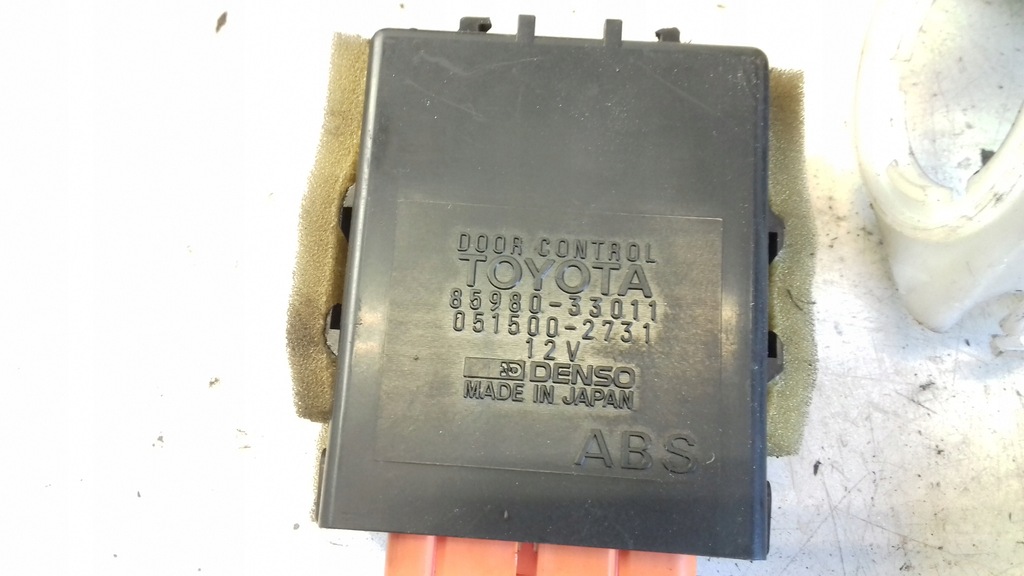 DOOR CONTROL
TOYOTA
85980-33011
051500-2731
12V
DENSO
MADE IN JAPAN
ABS